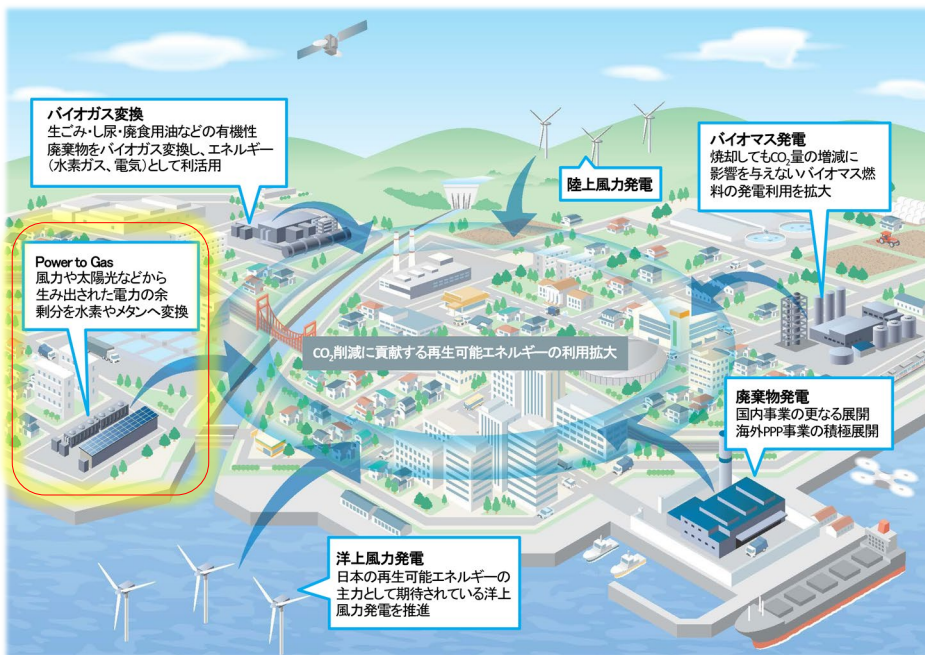 バイオガス変換
生ごみ・し尿・廃食用油などの有機性
廃棄物をバイオガス変換し、エネルギー
（水素ガス、電気）として利活用
陸上風力発電
バイオマス発電
焼却してもCO₂量の増減に
影響を与えないバイオマス燃
料の発電利用を拡大
Power to Gas
風力や太陽光などから
生み出された電力の余
剰分を水素やメタンへ変換
CO₂削減に貢献する再生可能エネルギーの利用拡大
廃棄物発電
国内事業の更なる展開
海外PPP事業の積極展開
洋上風力発電
日本の再生可能エネルギーの
主力として期待されている洋上
風力発電を推進